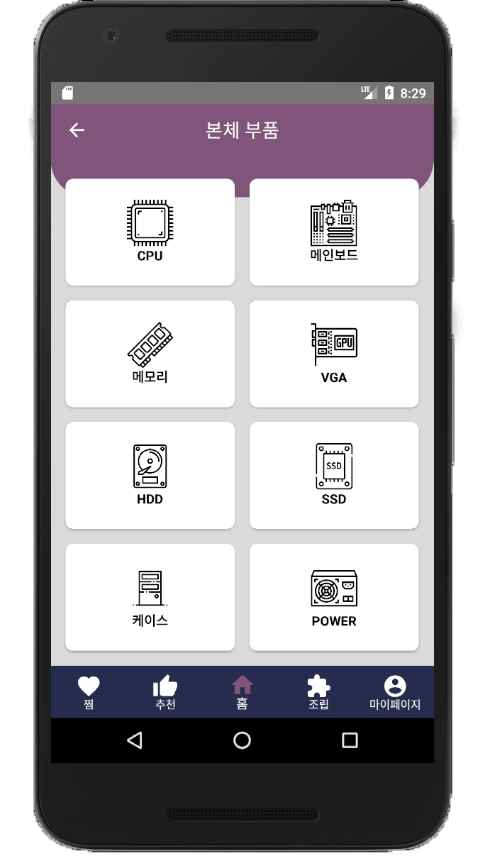 LTE 8:29
본체 부품
CPU
메인보드
메모리
GPU
VGA
HDD
SSD
SSD
케이스
POWER
찜
추천
홈
조립
마이페이지